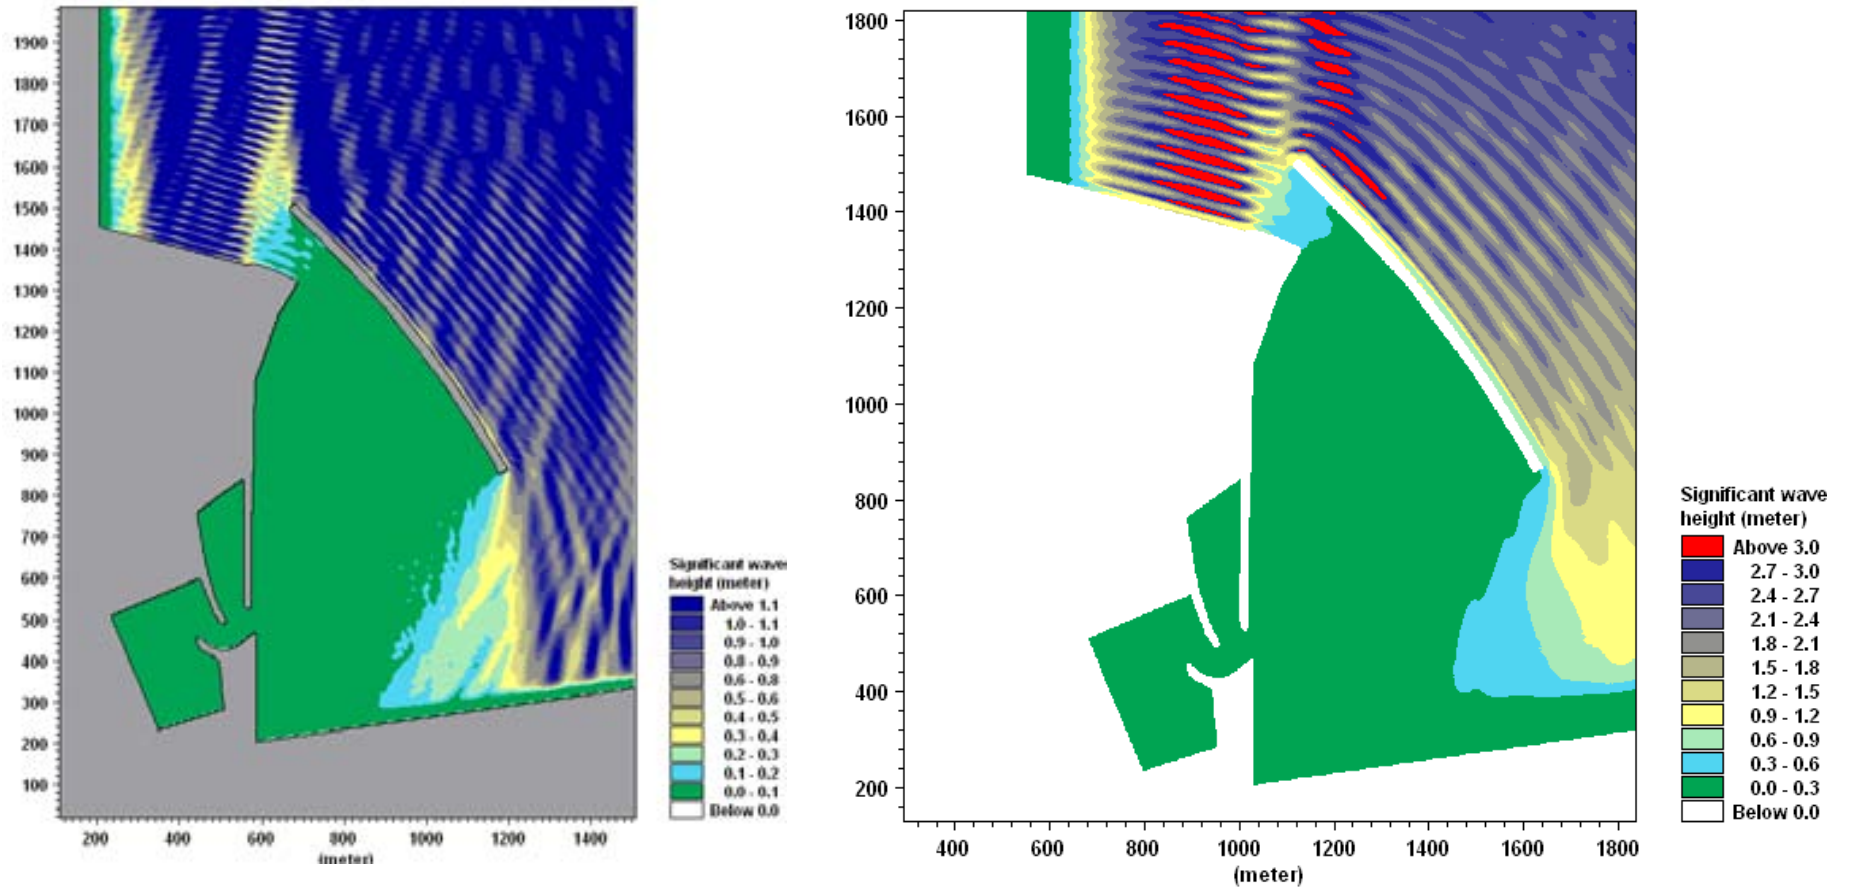 1900
1800
1700
1600
1500
1400
1300
1200
1100
1000
900
800
700
600
500
400
300
200
100
200
400
600
800
1000
1200
1400
(meter)
Significant wave
height (meter)
Above 1.1
1.0 - 1.1
0.9 - 1.0
0.8 - 0.9
0.6 - 0.8
0.5 - 0.6
0.4 - 0.5
0.3 - 0.4
0.2 - 0.3
0.1 - 0.2
0.0 - 0.1
Below 0.0
1800
1600
1400
1200
1000
800
600
400
200
400
600
800
1000
1200
1400
1600
1800
(meter)
Significant wave
height (meter)
Above 3.0
2.7 - 3.0
2.4 - 2.7
2.1 - 2.4
1.8 - 2.1
1.5 - 1.8
1.2 - 1.5
0.9 - 1.2
0.6 - 0.9
0.3 - 0.6
0.0 - 0.3
Below 0.0